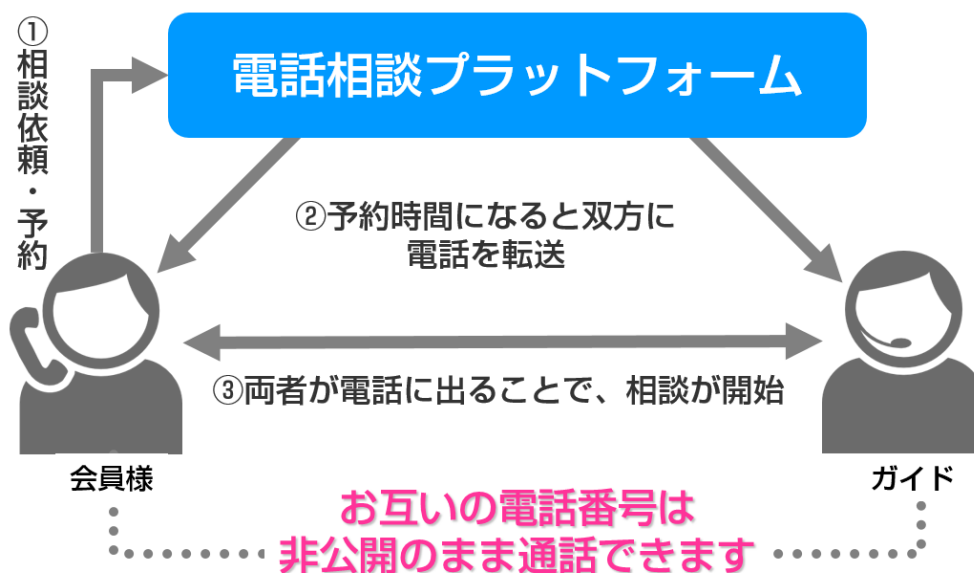 ①相談依頼・予約
電話相談プラットフォーム
②予約時間になると双方に
電話を転送
③両者が電話に出ることで、相談が開始
会員様
ガイド
お互いの電話番号は
非公開のまま通話できます